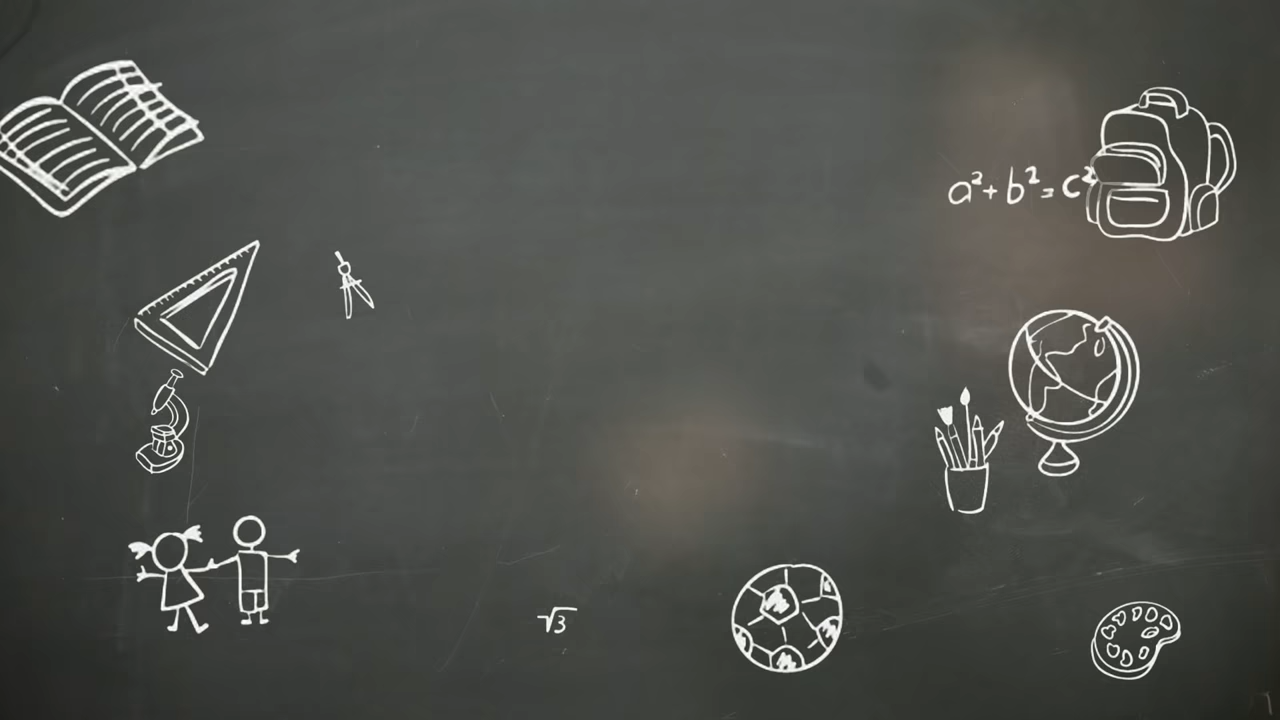 a² + b² = c²
√3